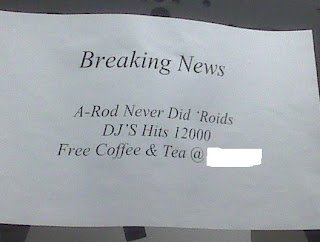 Breaking News
A-Rod Never Did ‘Roids
DJ’S Hits 12000
Free Coffee & Tea @